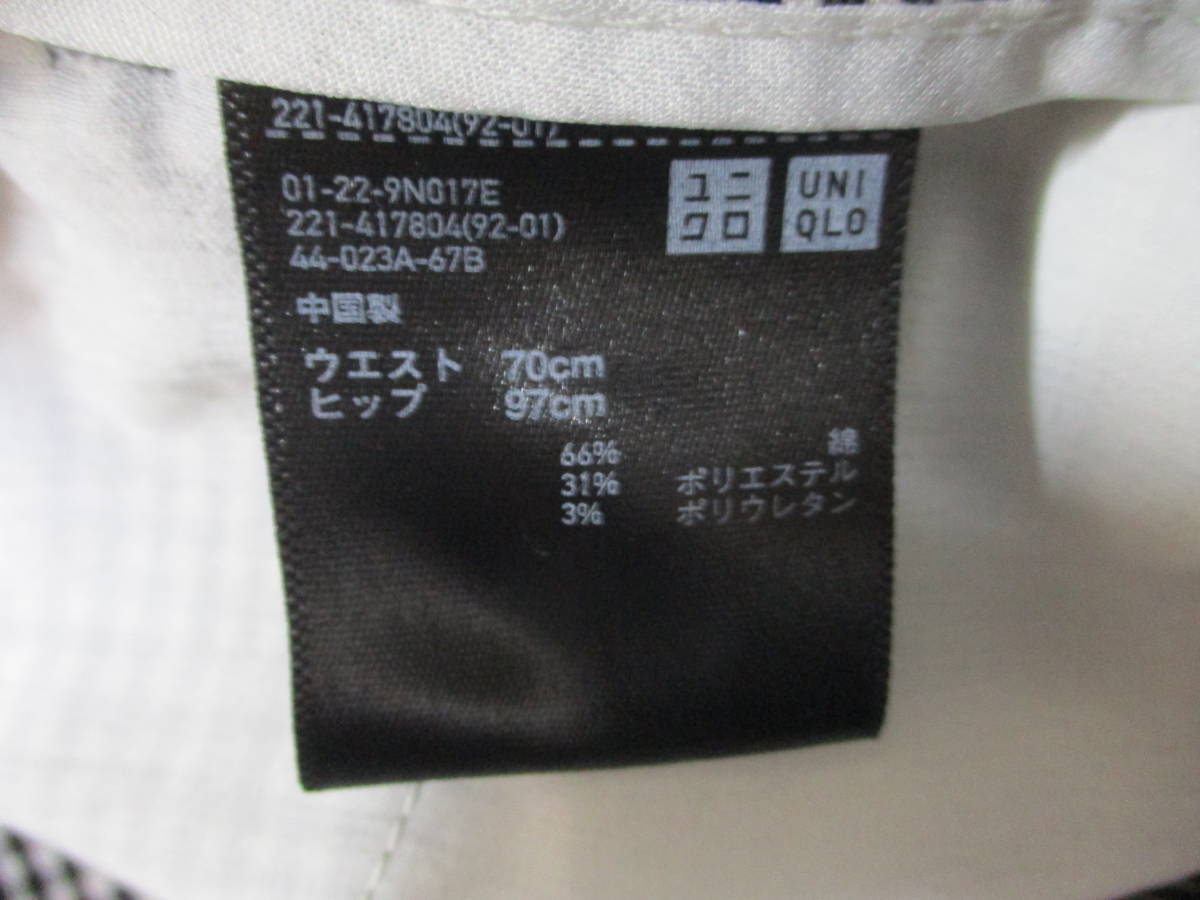 221-417804(92-01)
01-22-9N017E
221-417804(92-01)
44-023A-67B
ユニ
クロ
UNI
QLO
中国製
ウエスト 70cm
ヒップ 97cm
66% 綿
31% ポリエステル
3% ポリウレタン